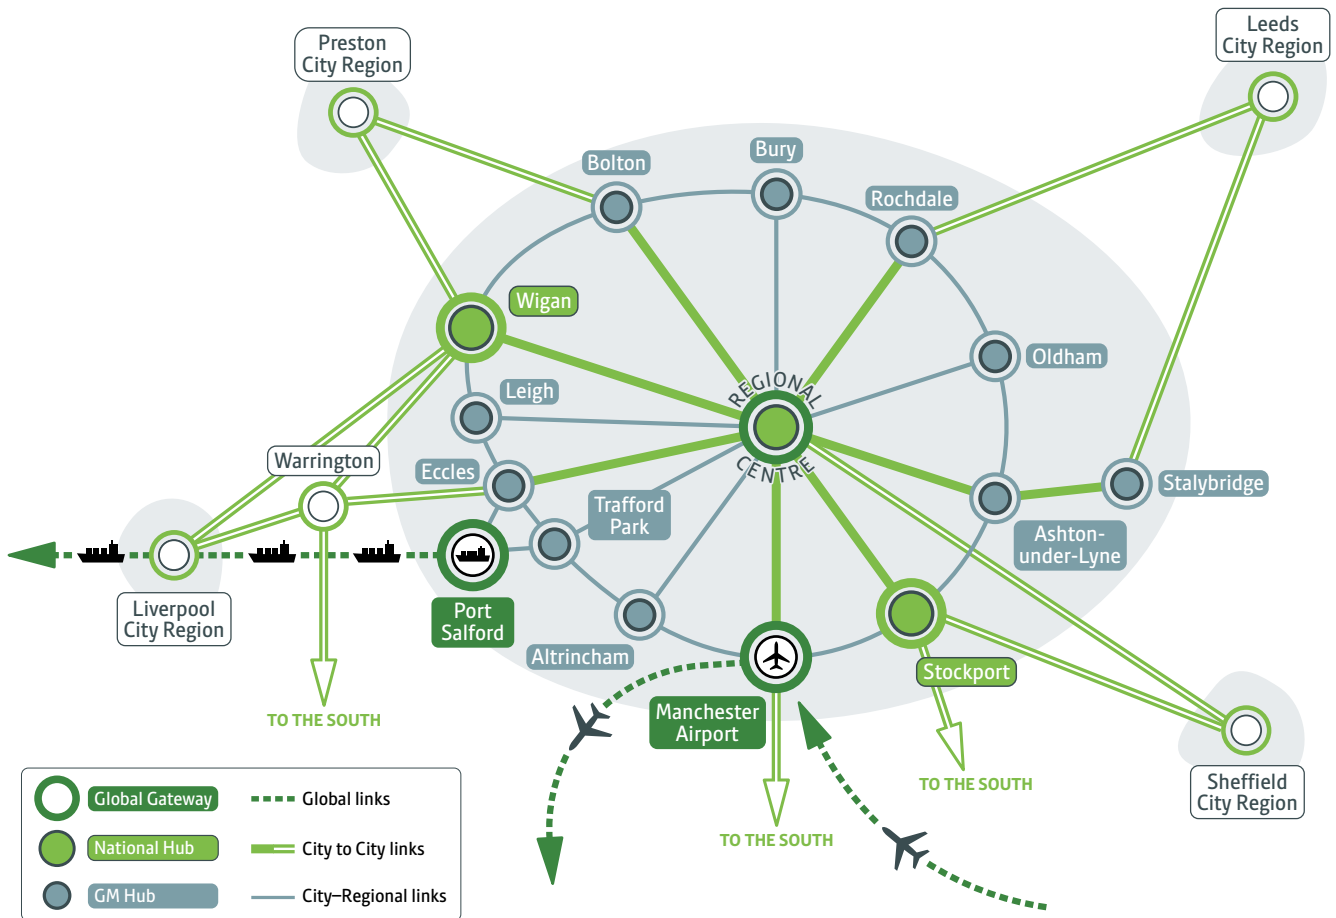 Preston
City Region
Leeds
City Region
Bury
Bolton
Rochdale
Wigan
Oldham
REGIONAL
CENTRE
Leigh
Warrington
Eccles
Trafford
Park
Stalybridge
Ashton-
under-Lyne
Liverpool
City Region
Port
Salford
Altrincham
Stockport
Manchester
Airport
TO THE SOUTH
TO THE SOUTH
TO THE SOUTH
Sheffield
City Region
Global Gateway
Global links
National Hub
City to City links
GM Hub
City–Regional links